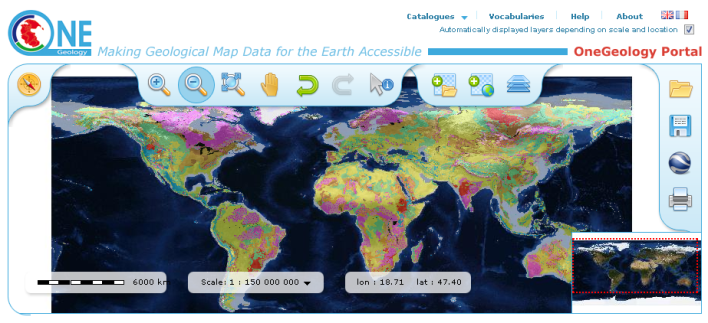 Catalogues Vocabularies Help About
Automatically displayed layers depending on scale and location
ONE
Geology
Making Geological Map Data for the Earth Accessible
OneGeology Portal
6000 km
Scale: 1 : 150 000 000
lon : 18.71 lat : 47.40